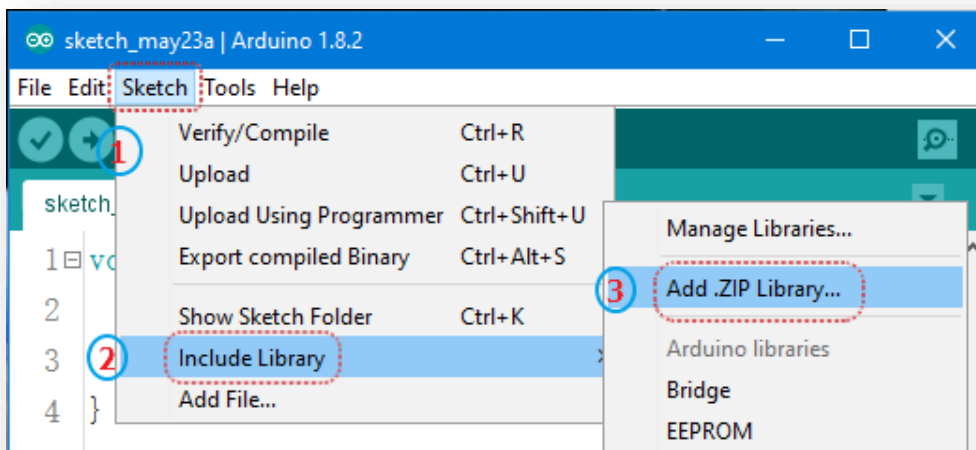 sketch_may23a | Arduino 1.8.2
File Edit Sketch Tools Help
1
Verify/Compile Ctrl+R
Upload Ctrl+U
Upload Using Programmer Ctrl+Shift+U
Export compiled Binary Ctrl+Alt+S
Show Sketch Folder Ctrl+K
2 Include Library
Add File...
sketch_
1 vo
2
3
4 }
Manage Libraries...
3 Add .ZIP Library...
Arduino libraries
Bridge
EEPROM